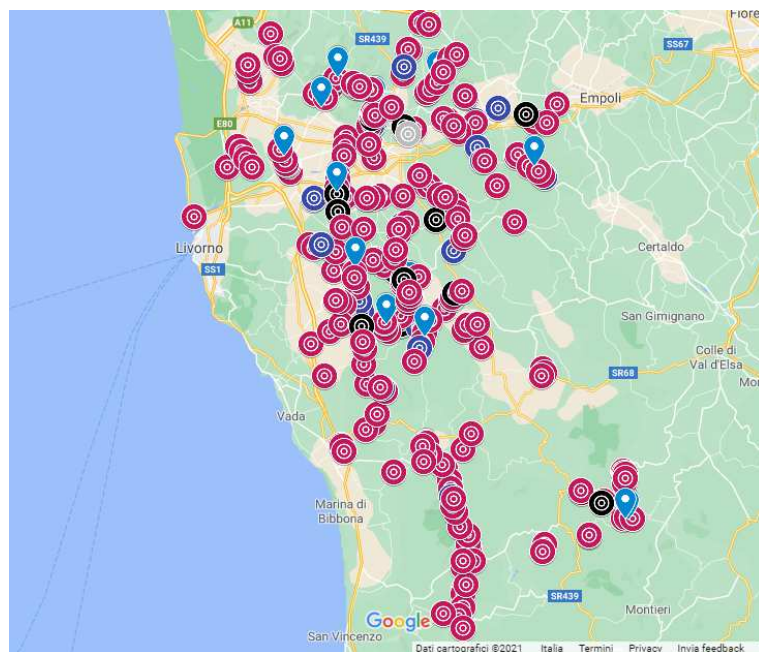 Fiore
A11
SR439
SS67
Empoli
E80
Livorno
SS1
Certaldo
San Gimignano
Colle di
Val d'Elsa
SR68
Mon
Vada
Marina di
Bibbona
SR439
Montieri
Google
San Vincenzo
Dati cartografici ©2021 Italia Termini Privacy Invia feedback